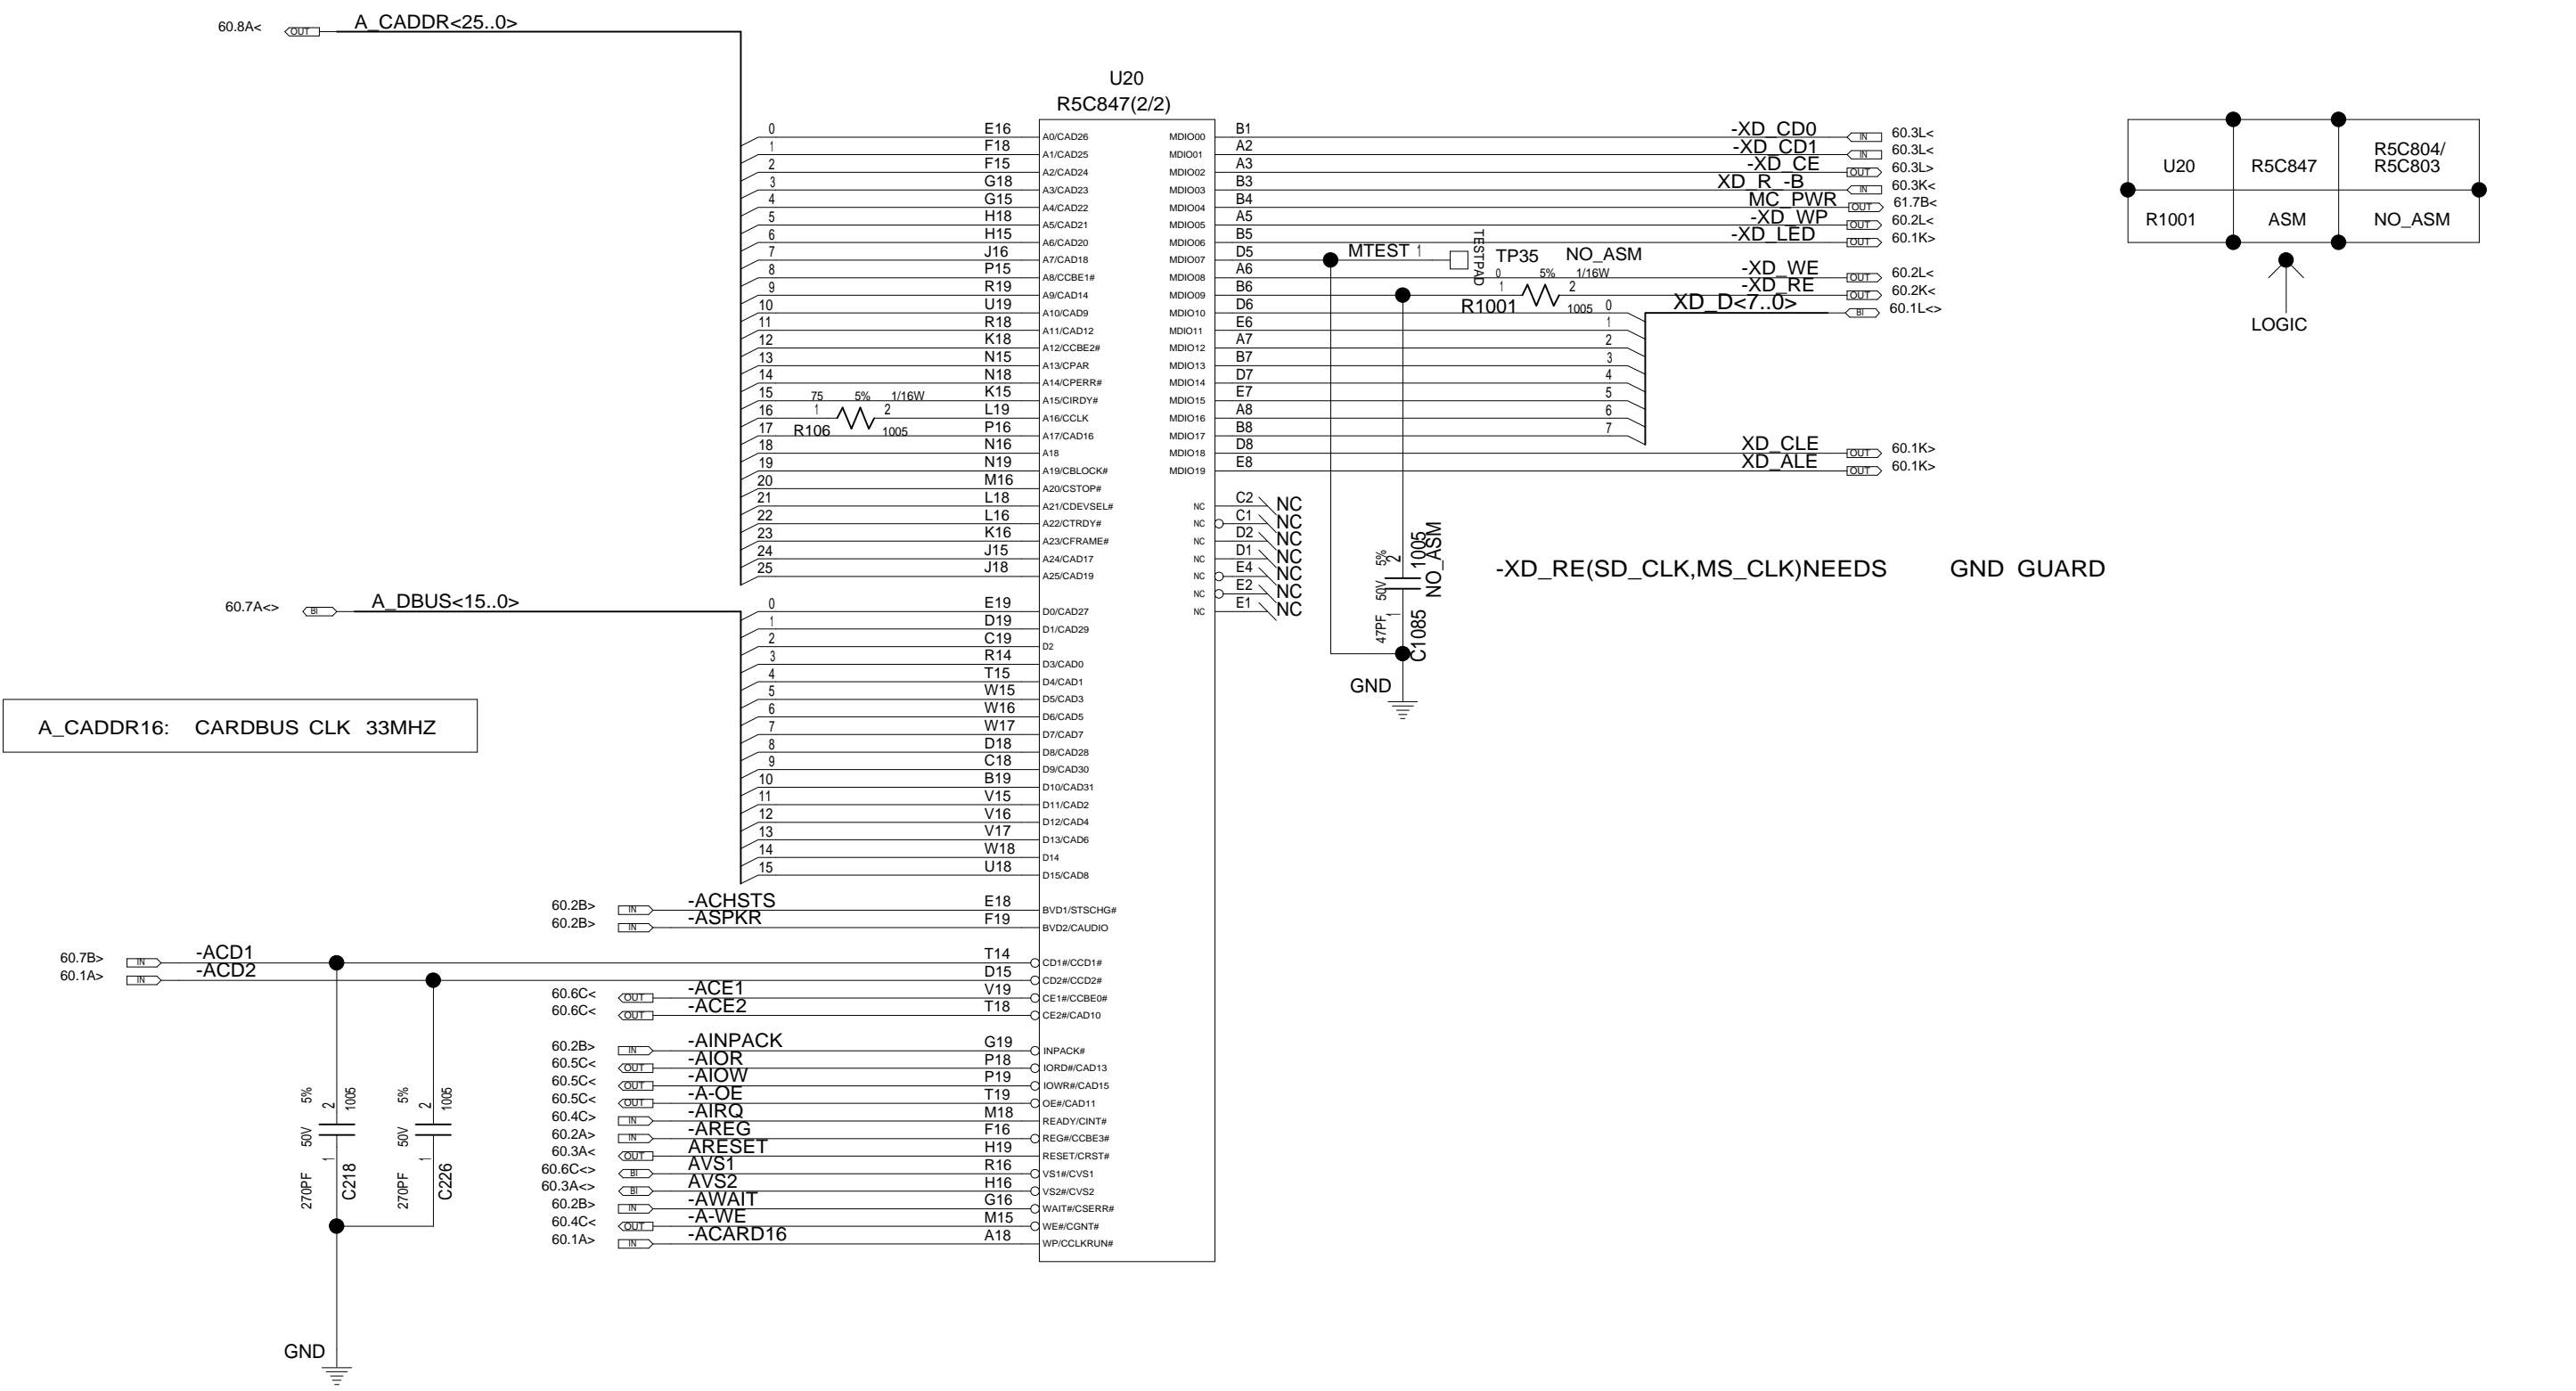 60.8A< OUT A_CADDR<25..0>
U20
R5C847(2/2)
0 E16 A0/CAD26
1 F18 A1/CAD25
2 F15 A2/CAD24
3 G18 A3/CAD23
4 G15 A4/CAD22
5 H18 A5/CAD21
6 H15 A6/CAD20
7 J16 A7/CAD18
8 P15 A8/CCBE1#
9 R19 A9/CAD14
10 U19 A10/CAD9
11 R18 A11/CAD12
12 K18 A12/CCBE2#
13 N15 A13/CPAR
14 N18 A14/CPERR#
15 K15 A15/CIRDY#
75 5% 1/16W
16 1 2 L19 A16/CCLK
R106 1005
17 P16 A17/CAD16
18 N16 A18
19 N19 A19/CBLOCK#
20 M16 A20/CSTOP#
21 L18 A21/CDEVSEL#
22 L16 A22/CTRDY#
23 K16 A23/CFRAME#
24 J15 A24/CAD17
25 J18 A25/CAD19
60.7A<> BI A_DBUS<15..0>
0 E19 D0/CAD27
1 D19 D1/CAD29
2 C19 D2
3 R14 D3/CAD0
4 T15 D4/CAD1
5 W15 D5/CAD3
6 W16 D6/CAD5
7 W17 D7/CAD7
8 D18 D8/CAD28
9 C18 D9/CAD30
10 B19 D10/CAD31
11 V15 D11/CAD2
12 V16 D12/CAD4
13 V17 D13/CAD6
14 W18 D14
15 U18 D15/CAD8
A_CADDR16: CARDBUS CLK 33MHZ
60.2B> IN -ACHSTS E18 BVD1/STSCHG#
60.2B> IN -ASPKR F19 BVD2/CAUDIO
60.7B> IN -ACD1 T14 CD1#/CCD1#
60.1A> IN -ACD2 D15 CD2#/CCD2#
60.6C< OUT -ACE1 V19 CE1#/CCBE0#
60.6C< OUT -ACE2 T18 CE2#/CAD10
60.2B> IN -AINPACK G19 INPACK#
60.5C< OUT -AIOR P18 IORD#/CAD13
60.5C< OUT -AIOW P19 IOWR#/CAD15
60.5C< OUT -A-OE T19 OE#/CAD11
60.4C> IN -AIRQ M18 READY/CINT#
60.2A> IN -AREG F16 REG#/CCBE3#
60.3A< OUT ARESET H19 RESET/CRST#
60.6C<> BI AVS1 R16 VS1#/CVS1
60.3A<> BI AVS2 H16 VS2#/CVS2
60.2B> IN -AWAIT G16 WAIT#/CSERR#
60.4C< OUT -A-WE M15 WE#/CGNT#
60.1A> IN -ACARD16 A18 WP/CCLKRUN#
270PF 50V 5%
1 2
C218 1005
270PF 50V 5%
1 2
C226 1005
GND
MDIO00 B1 -XD_CD0 IN 60.3L<
MDIO01 A2 -XD_CD1 IN 60.3L<
MDIO02 A3 -XD_CE OUT 60.3L>
MDIO03 B3 XD_R_-B IN 60.3K<
MDIO04 B4 MC_PWR OUT 61.7B<
MDIO05 A5 -XD_WP OUT 60.2L<
MDIO06 B5 -XD_LED OUT 60.1K>
MDIO07 D5 MTEST 1 TESTPAD TP35 NO_ASM
MDIO08 A6 -XD_WE OUT 60.2L<
0 5% 1/16W
MDIO09 B6 1 2 -XD_RE OUT 60.2K<
R1001 1005
MDIO10 D6 0 XD_D<7..0> BI 60.1L<>
MDIO11 E6 1
MDIO12 A7 2
MDIO13 B7 3
MDIO14 D7 4
MDIO15 E7 5
MDIO16 A8 6
MDIO17 B8 7
MDIO18 D8 XD_CLE OUT 60.1K>
MDIO19 E8 XD_ALE OUT 60.1K>
NC C2 NC
NC C1 NC
NC D2 NC
NC D1 NC
NC E4 NC
NC E2 NC
NC E1 NC
47PF 50V 5%
1 2
C1085 1005
NO_ASM
GND
-XD_RE(SD_CLK,MS_CLK)NEEDS GND GUARD
U20 R5C847 R5C804/
R5C803
R1001 ASM NO_ASM
LOGIC